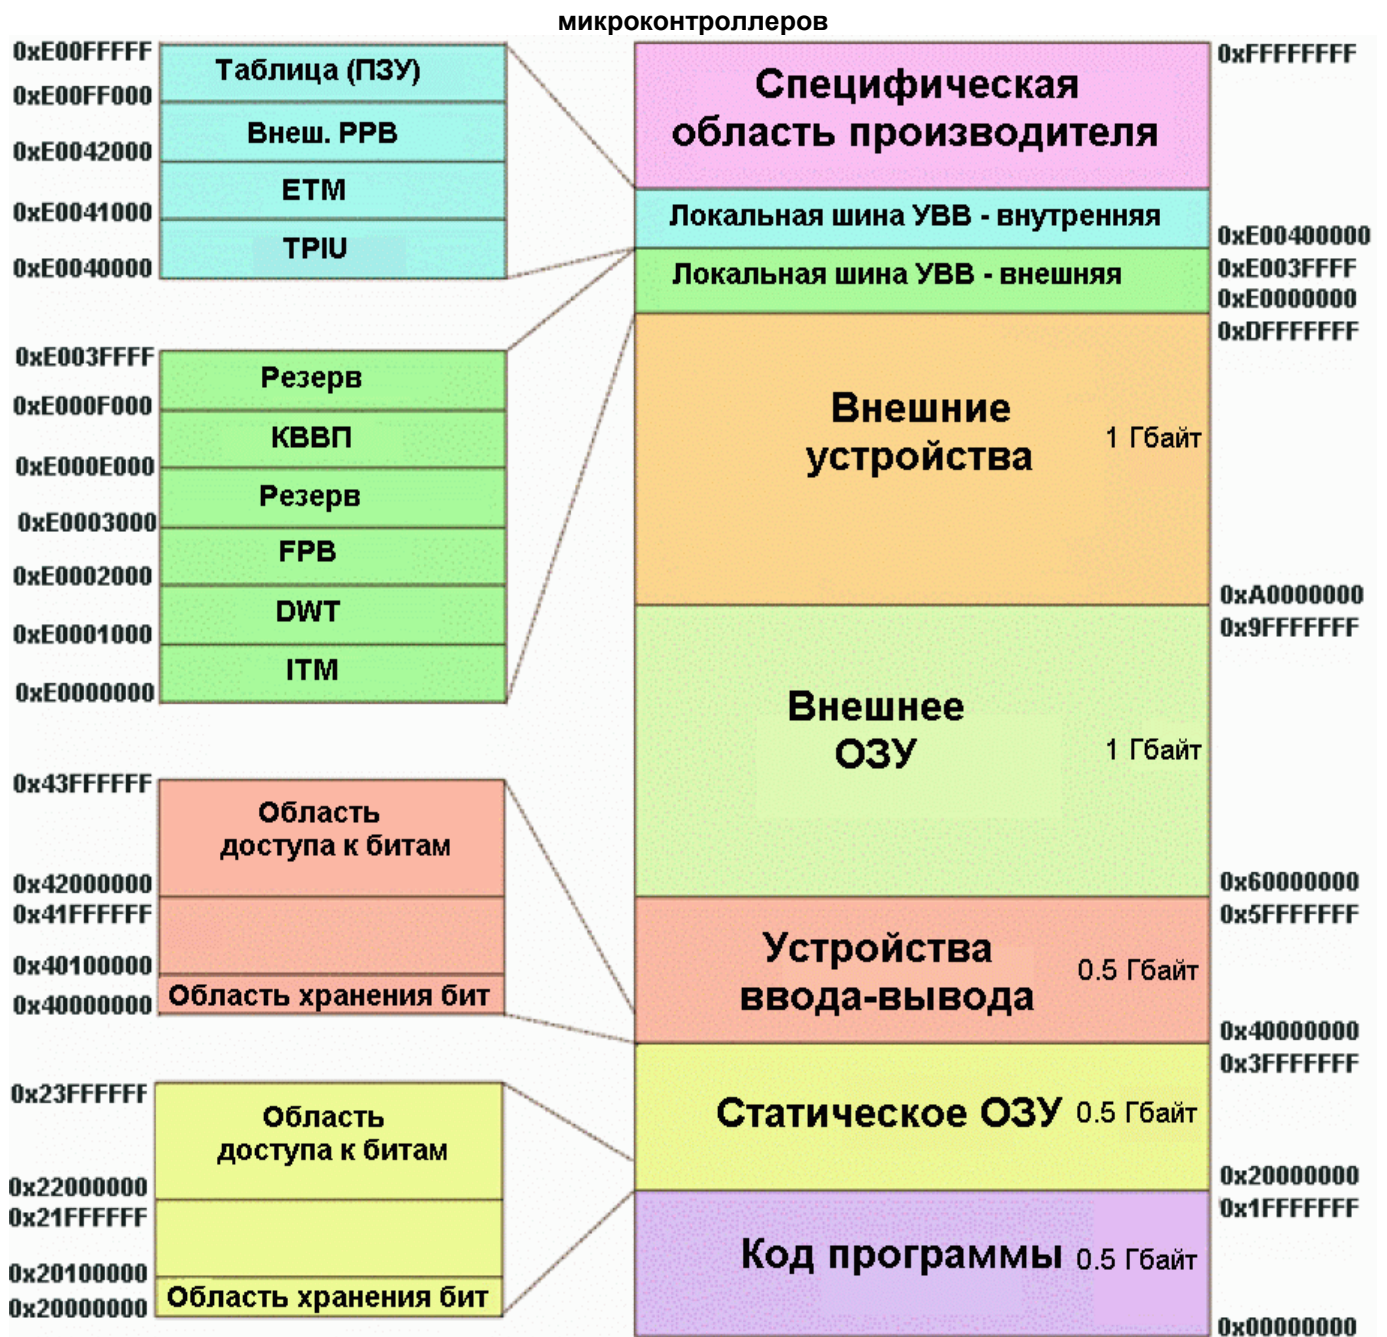 микроконтроллеров
0xE00FFFFF
Таблица (ПЗУ)
0xE00FF000
Внеш. PPB
0xE0042000
ETM
0xE0041000
TPIU
0xE0040000
0xE003FFFF
Резерв
0xE000F000
КВВП
0xE000E000
Резерв
0xE0003000
FPB
0xE0002000
DWT
0xE0001000
ITM
0xE0000000
0x43FFFFFF
Область
доступа к битам
0x42000000
0x41FFFFFF
0x40100000
Область хранения бит
0x40000000
0x23FFFFFF
Область
доступа к битам
0x22000000
0x21FFFFFF
0x20100000
Область хранения бит
0x20000000
0xFFFFFFFF
Специфическая
область производителя
Локальная шина УВВ - внутренняя
0xE00400000
Локальная шина УВВ - внешняя
0xE003FFFF
0xE0000000
0xDFFFFFFF
Внешние
устройства
1 Гбайт
0xA0000000
0x9FFFFFFF
Внешнее
ОЗУ
1 Гбайт
0x60000000
0x5FFFFFFF
Устройства
ввода-вывода
0.5 Гбайт
0x40000000
0x3FFFFFFF
Статическое ОЗУ 0.5 Гбайт
0x20000000
0x1FFFFFFF
Код программы 0.5 Гбайт
0x00000000